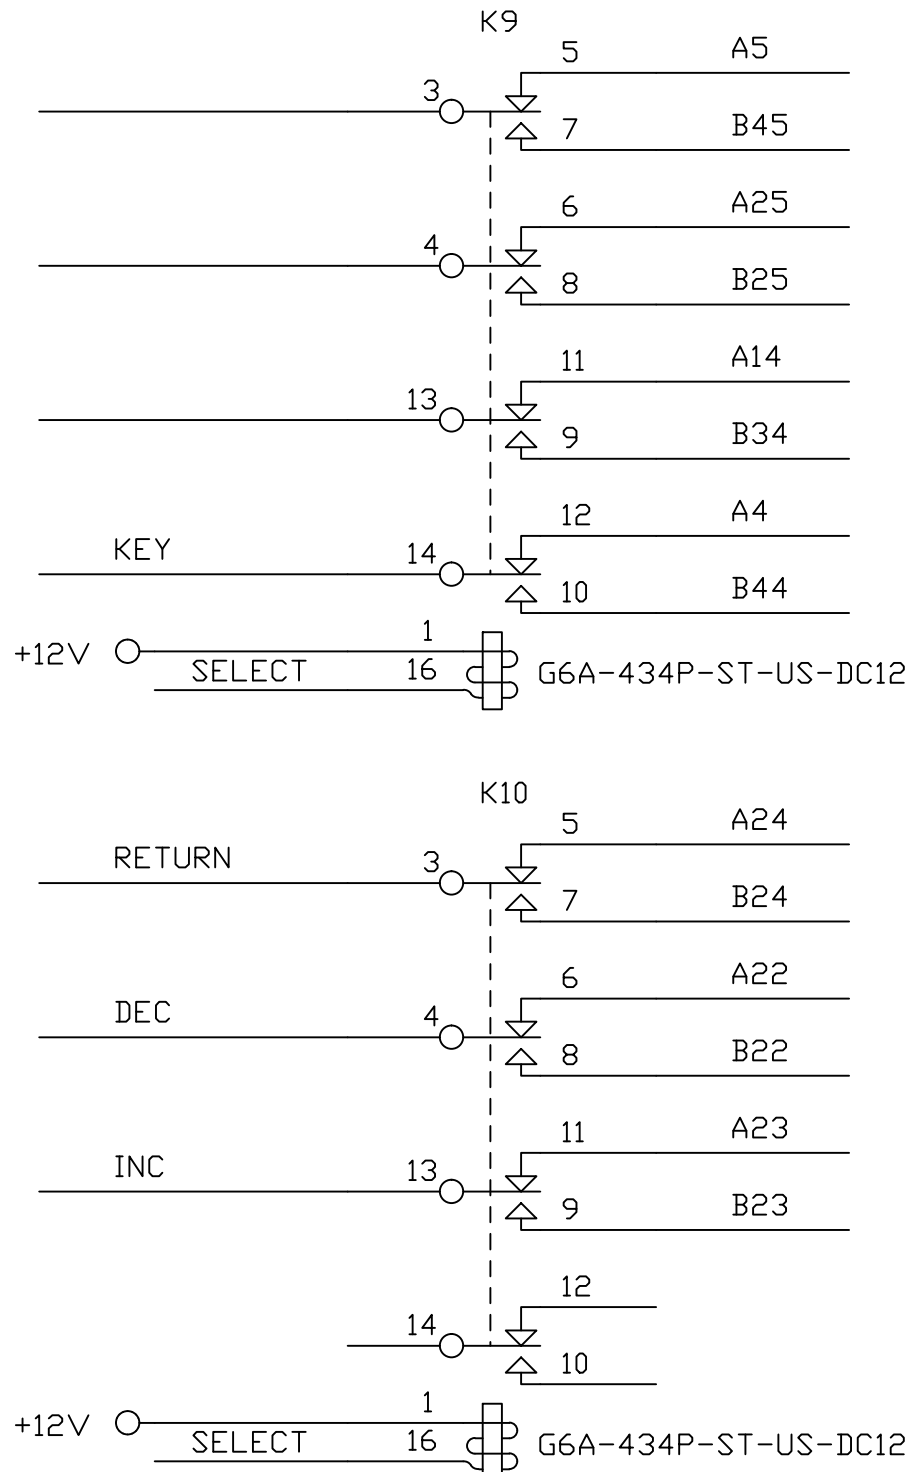 K9
5 A5
3
7 B45
6 A25
4
8 B25
11 A14
13
9 B34
12 A4
KEY 14
10 B44
1
+12V
SELECT 16 G6A-434P-ST-US-DC12
K10
5 A24
RETURN 3
7 B24
6 A22
DEC 4
8 B22
11 A23
INC 13
9 B23
12
14
10
1
+12V
SELECT 16 G6A-434P-ST-US-DC12